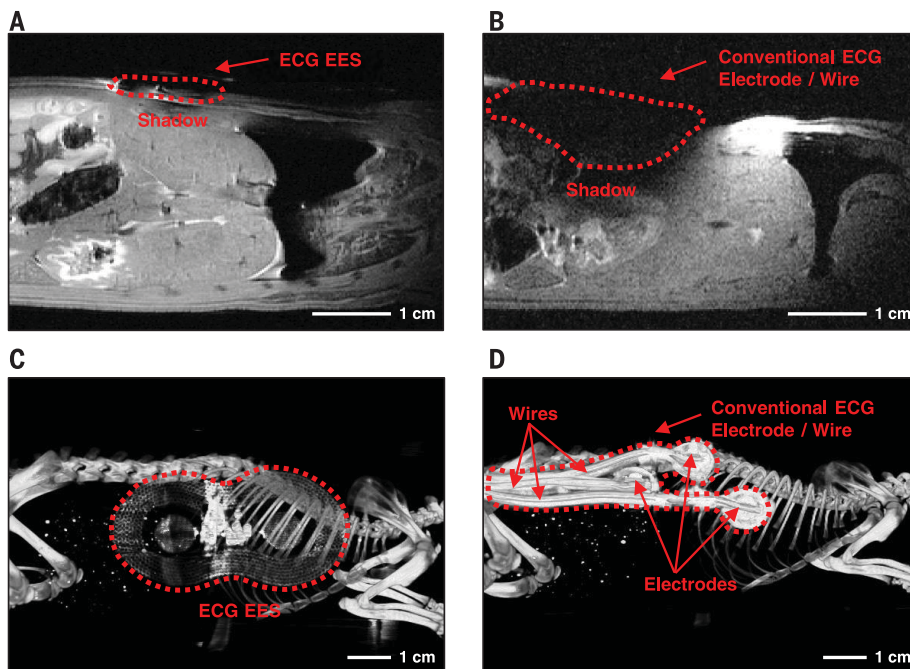 A
ECG EES
Shadow
1 cm
B
Conventional ECG
Electrode / Wire
Shadow
1 cm
C
ECG EES
1 cm
D
Wires
Conventional ECG
Electrode / Wire
Electrodes
1 cm